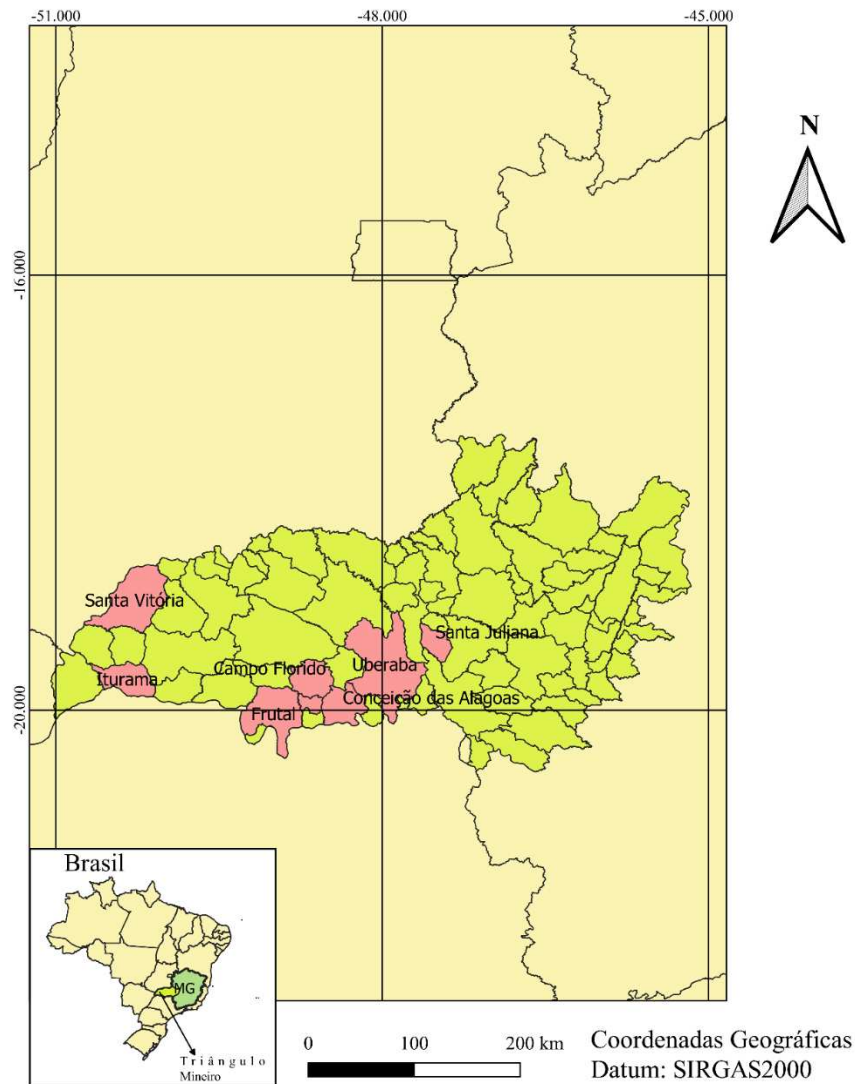 -51.000
-48.000
-45.000
N
-16.000
Santa Vitória
Santa Juliana
Campo Florido
Uberaba
Iturama
Conceição das Alagoas
Frutal
-20.000
Brasil
MG
Triângulo
Mineiro
0
100
200 km
Coordenadas Geográficas
Datum: SIRGAS2000